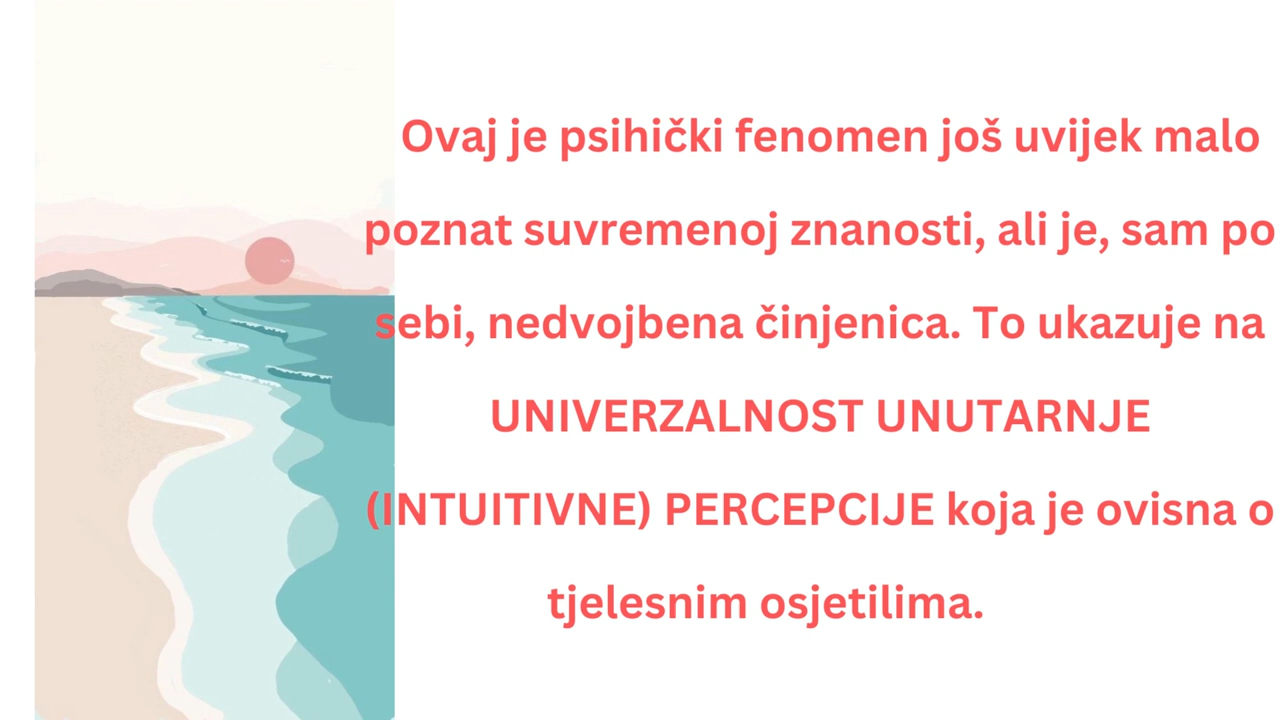 Ovaj je psihički fenomen još uvijek malo
poznat suvremenoj znanosti, ali je, sam po
sebi, nedvojbena činjenica. To ukazuje na
UNIVERZALNOST UNUTARNJE
(INTUITIVNE) PERCEPCIJE koja je ovisna o
tjelesnim osjetilima.